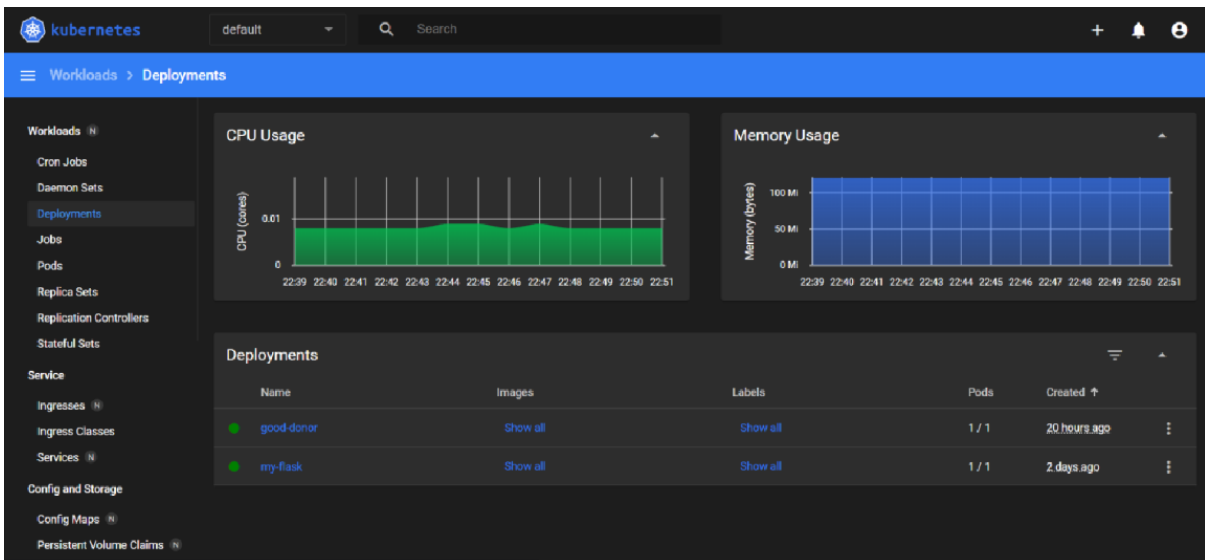 kubernetes default Search
Workloads > Deployments
Workloads N
Cron Jobs
Daemon Sets
Deployments
Jobs
Pods
Replica Sets
Replication Controllers
Stateful Sets
Service
Ingresses N
Ingress Classes
Services N
Config and Storage
Config Maps N
Persistent Volume Claims N
CPU Usage
CPU (cores)
0.01
0
22:39 22:40 22:41 22:42 22:43 22:44 22:45 22:46 22:47 22:48 22:49 22:50 22:51
Memory Usage
Memory (bytes)
100 Mi
50 Mi
0 Mi
22:39 22:40 22:41 22:42 22:43 22:44 22:45 22:46 22:47 22:48 22:49 22:50 22:51
Deployments
Name Images Labels Pods Created ↑
good-donor Show all Show all 1 / 1 20 hours ago
my-flask Show all Show all 1 / 1 2 days ago